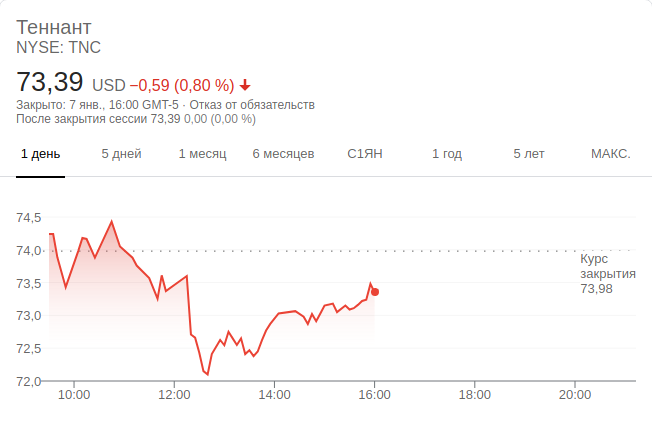 Теннант
NYSE: TNC
73,39 USD −0,59 (0,80 %)
Закрыто: 7 янв., 16:00 GMT-5 · Отказ от обязательств
После закрытия сессии 73,39 0,00 (0,00 %)
1 день 5 дней 1 месяц 6 месяцев С1ЯН 1 год 5 лет МАКС.
74,5
74,0
Курс
закрытия
73,98
73,5
73,0
72,5
72,0
10:00 12:00 14:00 16:00 18:00 20:00